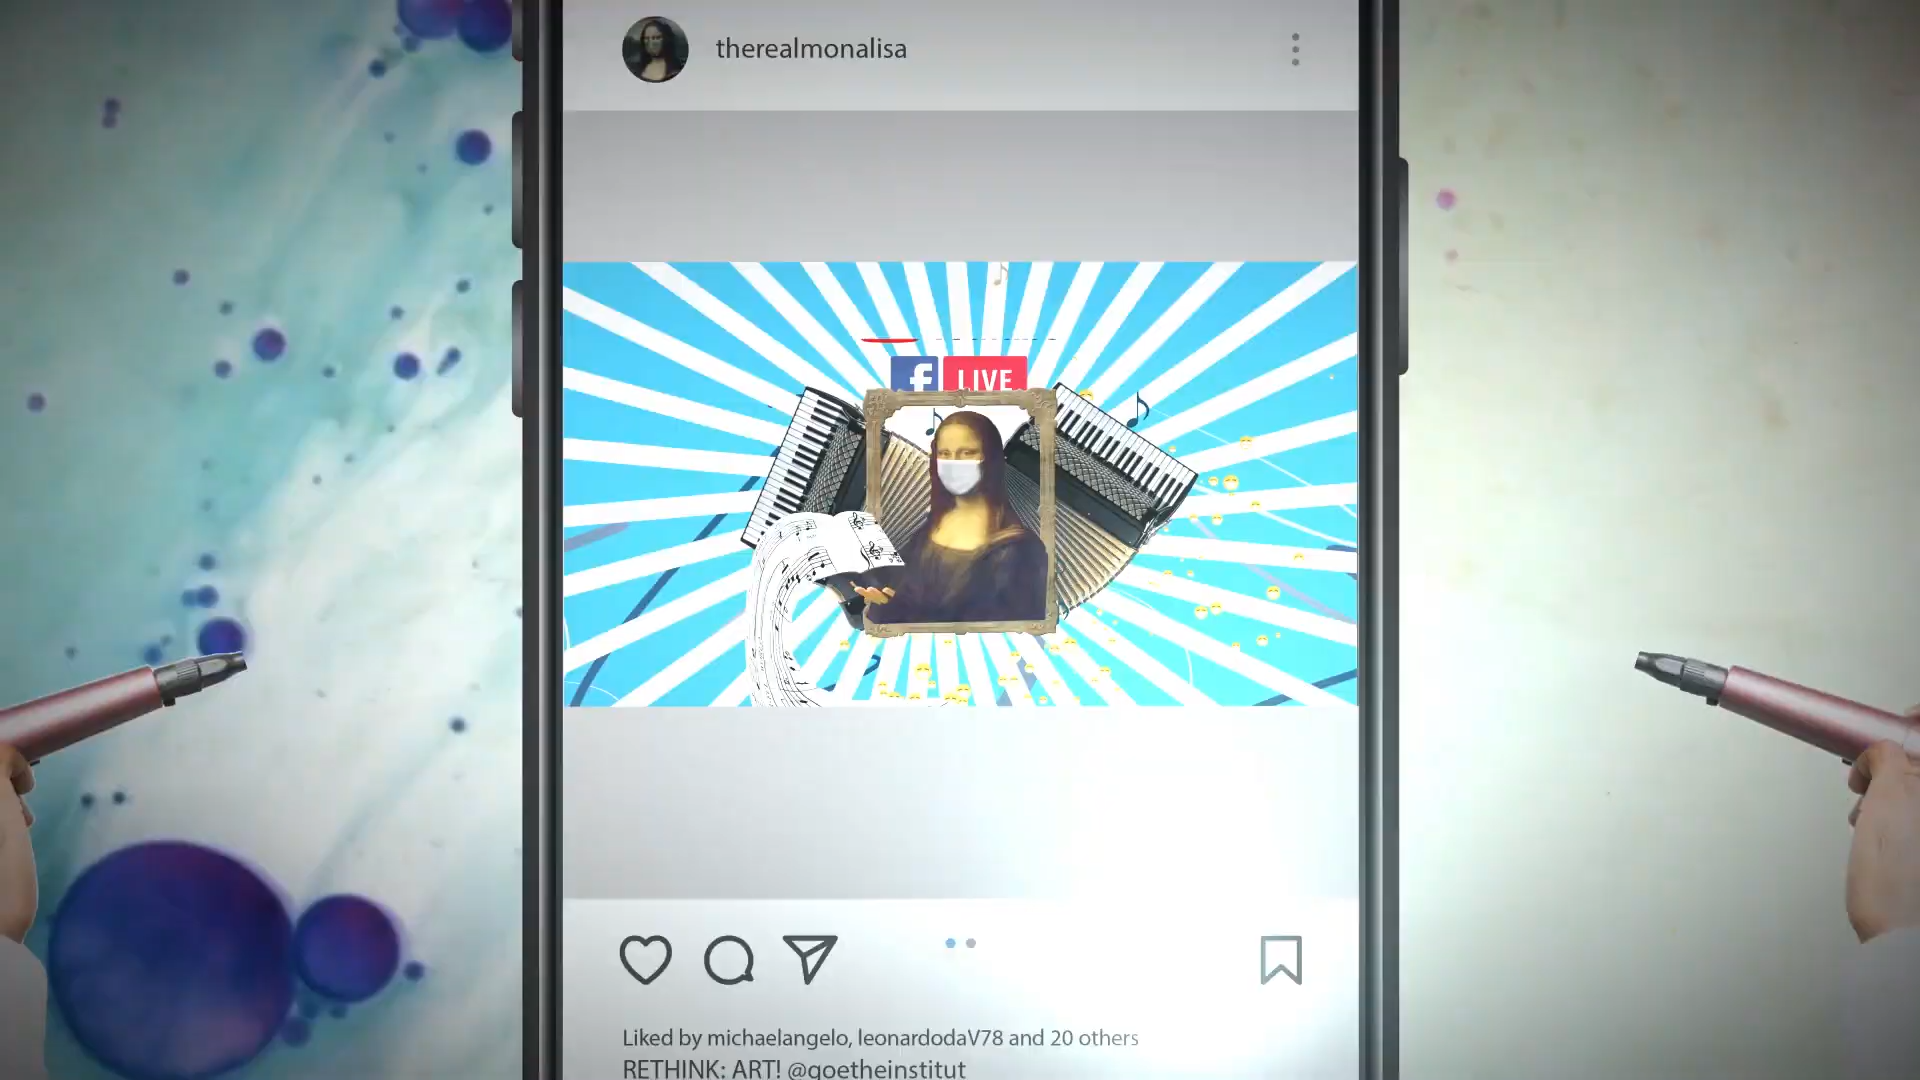 therealmonalisa
f LIVE
Liked by michaelangelo, leonardodaV78 and 20 others
RETHINK: ART! @goetheinstitut